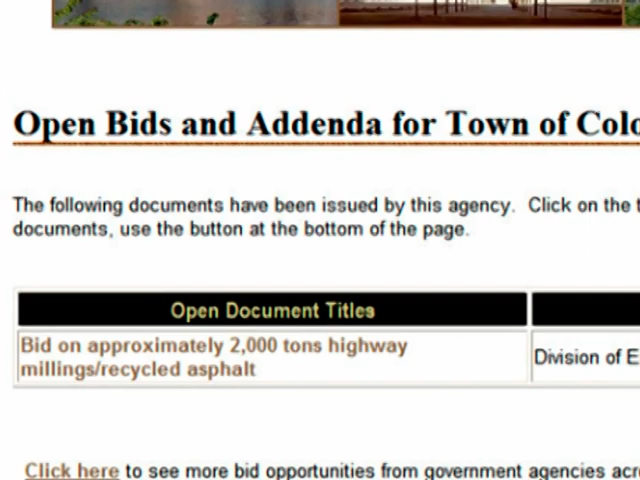 Open Bids and Addenda for Town of Colo
The following documents have been issued by this agency. Click on the t
documents, use the button at the bottom of the page.
Open Document Titles
Bid on approximately 2,000 tons highway
millings/recycled asphalt
Division of E
Click here to see more bid opportunities from government agencies acr